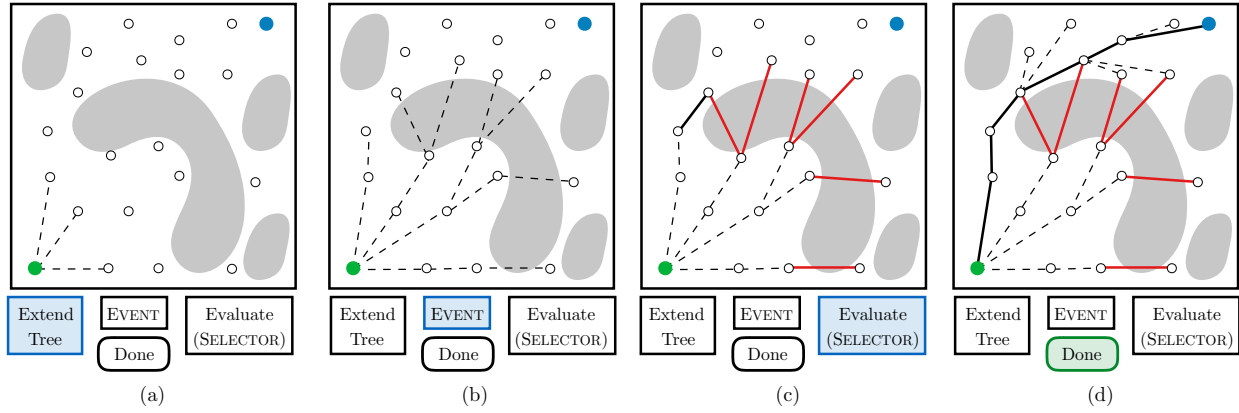 Extend
Tree
EVENT
Done
Evaluate
(SELECTOR)
(a)
Extend
Tree
EVENT
Done
Evaluate
(SELECTOR)
(b)
Extend
Tree
EVENT
Done
Evaluate
(SELECTOR)
(c)
Extend
Tree
EVENT
Done
Evaluate
(SELECTOR)
(d)